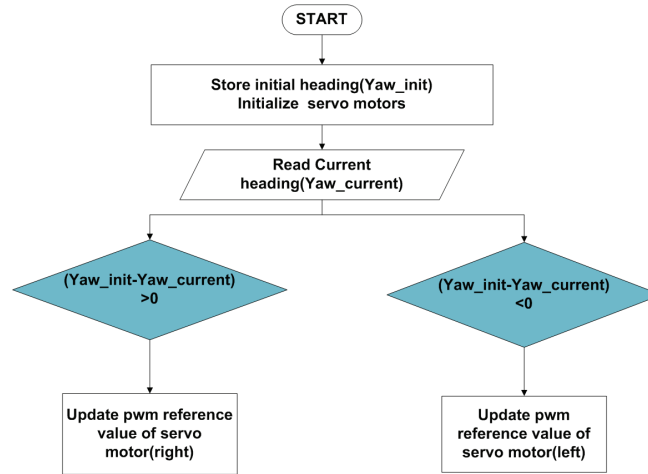 START
Store initial heading(Yaw_init)
Initialize servo motors
Read Current
heading(Yaw_current)
(Yaw_init-Yaw_current)
>0
(Yaw_init-Yaw_current)
<0
Update pwm reference
value of servo
motor(right)
Update pwm
reference value of
servo motor(left)